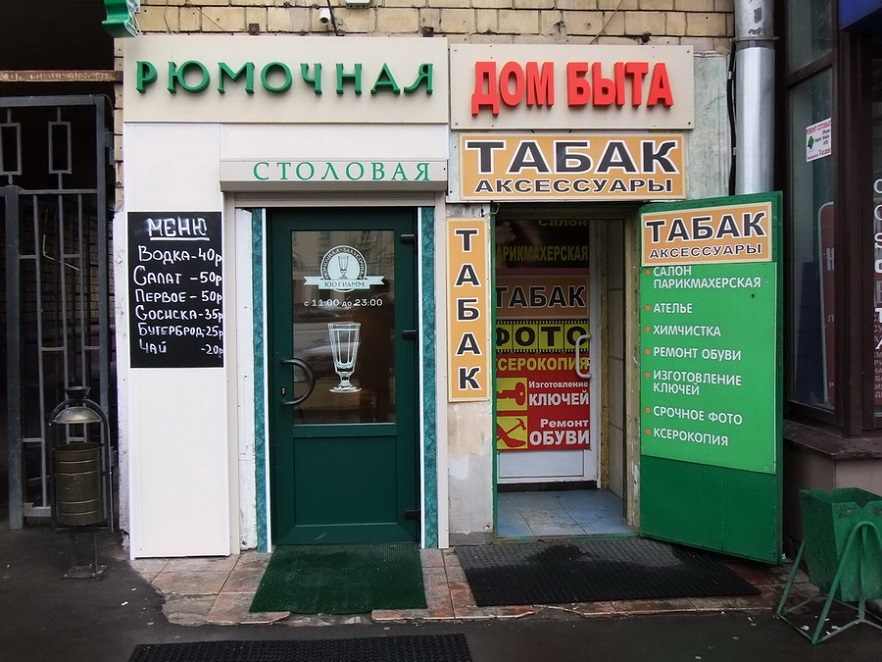 РЮМОЧНАЯ
СТОЛОВАЯ
МЕНЮ
ВОДКА-40р
САЛАТ -50р
ПЕРВОЕ -50р
СОСИСКА-35р
БУТЕРБРОД-25р
ЧАЙ -20р
100 ГРАММ
с 11:00 до 23:00
ДОМ БЫТА
ТАБАК
АКСЕССУАРЫ
ТАБАК
САЛОН
ПАРИКМАХЕРСКАЯ
ТАБАК
ФОТО
КСЕРОКОПИЯ
Изготовление
КЛЮЧЕЙ
Ремонт
ОБУВИ
ТАБАК
АКСЕССУАРЫ
САЛОН
ПАРИКМАХЕРСКАЯ
АТЕЛЬЕ
ХИМЧИСТКА
РЕМОНТ ОБУВИ
ИЗГОТОВЛЕНИЕ
КЛЮЧЕЙ
СРОЧНОЕ ФОТО
КСЕРОКОПИЯ